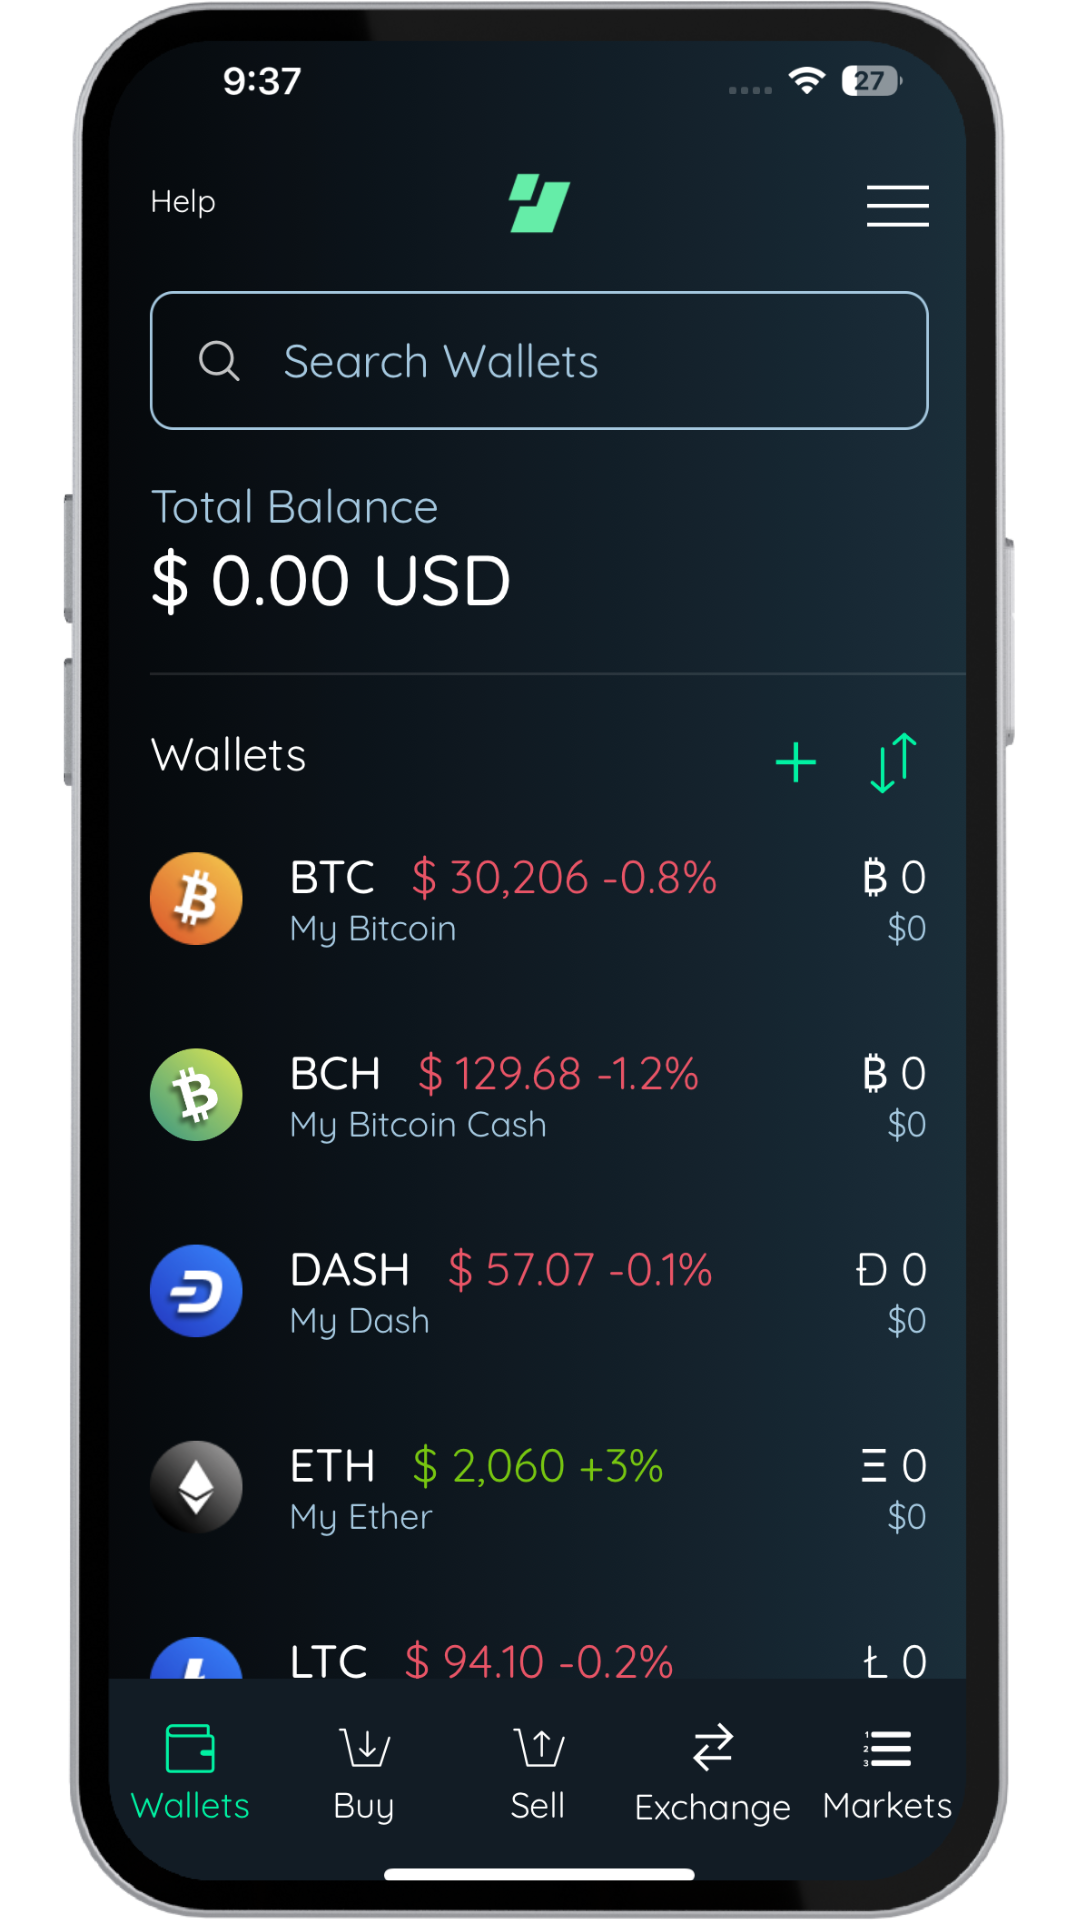 9:37
27
Help
Search Wallets
Total Balance
$ 0.00 USD
Wallets
BTC $ 30,206 -0.8% ₿ 0
My Bitcoin $0
BCH $ 129.68 -1.2% ₿ 0
My Bitcoin Cash $0
DASH $ 57.07 -0.1% Đ 0
My Dash $0
ETH $ 2,060 +3% Ξ 0
My Ether $0
LTC $ 94.10 -0.2% Ł 0
Wallets Buy Sell Exchange Markets